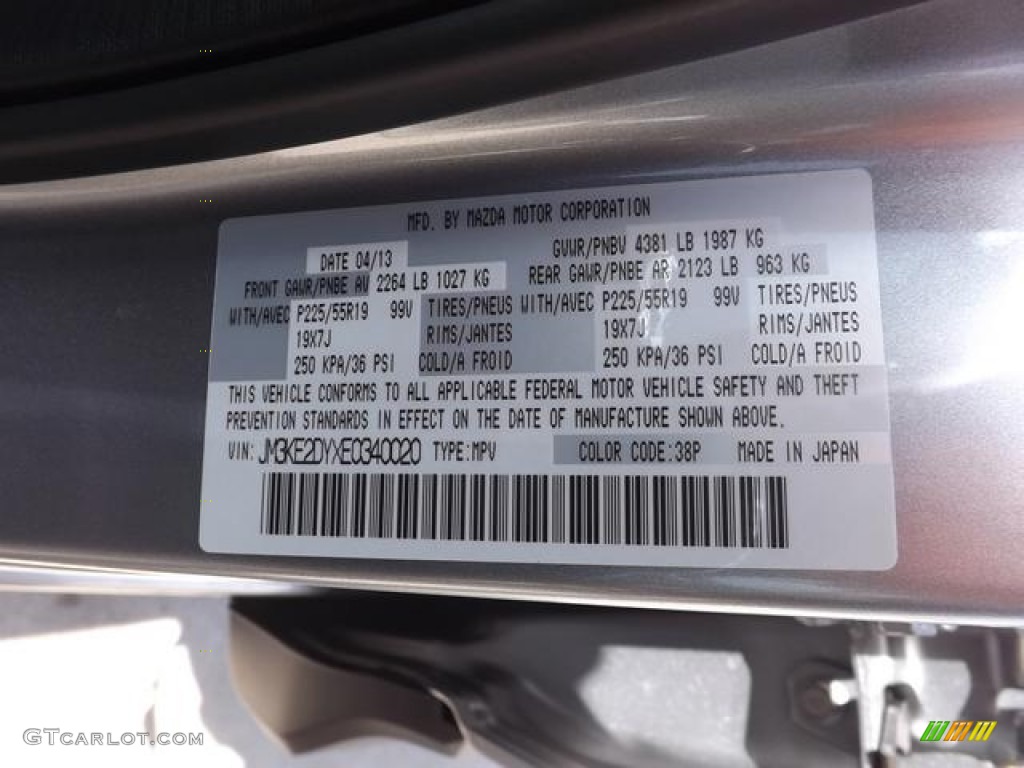 MFD. BY MAZDA MOTOR CORPORATION
DATE 04/13 GVWR/PNBV 4381 LB 1987 KG
FRONT GAWR/PNBE AV 2264 LB 1027 KG REAR GAWR/PNBE AR 2123 LB 963 KG
WITH/AVEC P225/55R19 99V TIRES/PNEUS WITH/AVEC P225/55R19 99V TIRES/PNEUS
19X7J RIMS/JANTES 19X7J RIMS/JANTES
250 KPA/36 PSI COLD/A FROID 250 KPA/36 PSI COLD/A FROID
THIS VEHICLE CONFORMS TO ALL APPLICABLE FEDERAL MOTOR VEHICLE SAFETY AND THEFT
PREVENTION STANDARDS IN EFFECT ON THE DATE OF MANUFACTURE SHOWN ABOVE.
VIN: JM3KE2DYXE0340020 TYPE:MPV COLOR CODE:38P MADE IN JAPAN
GTCarlot.com